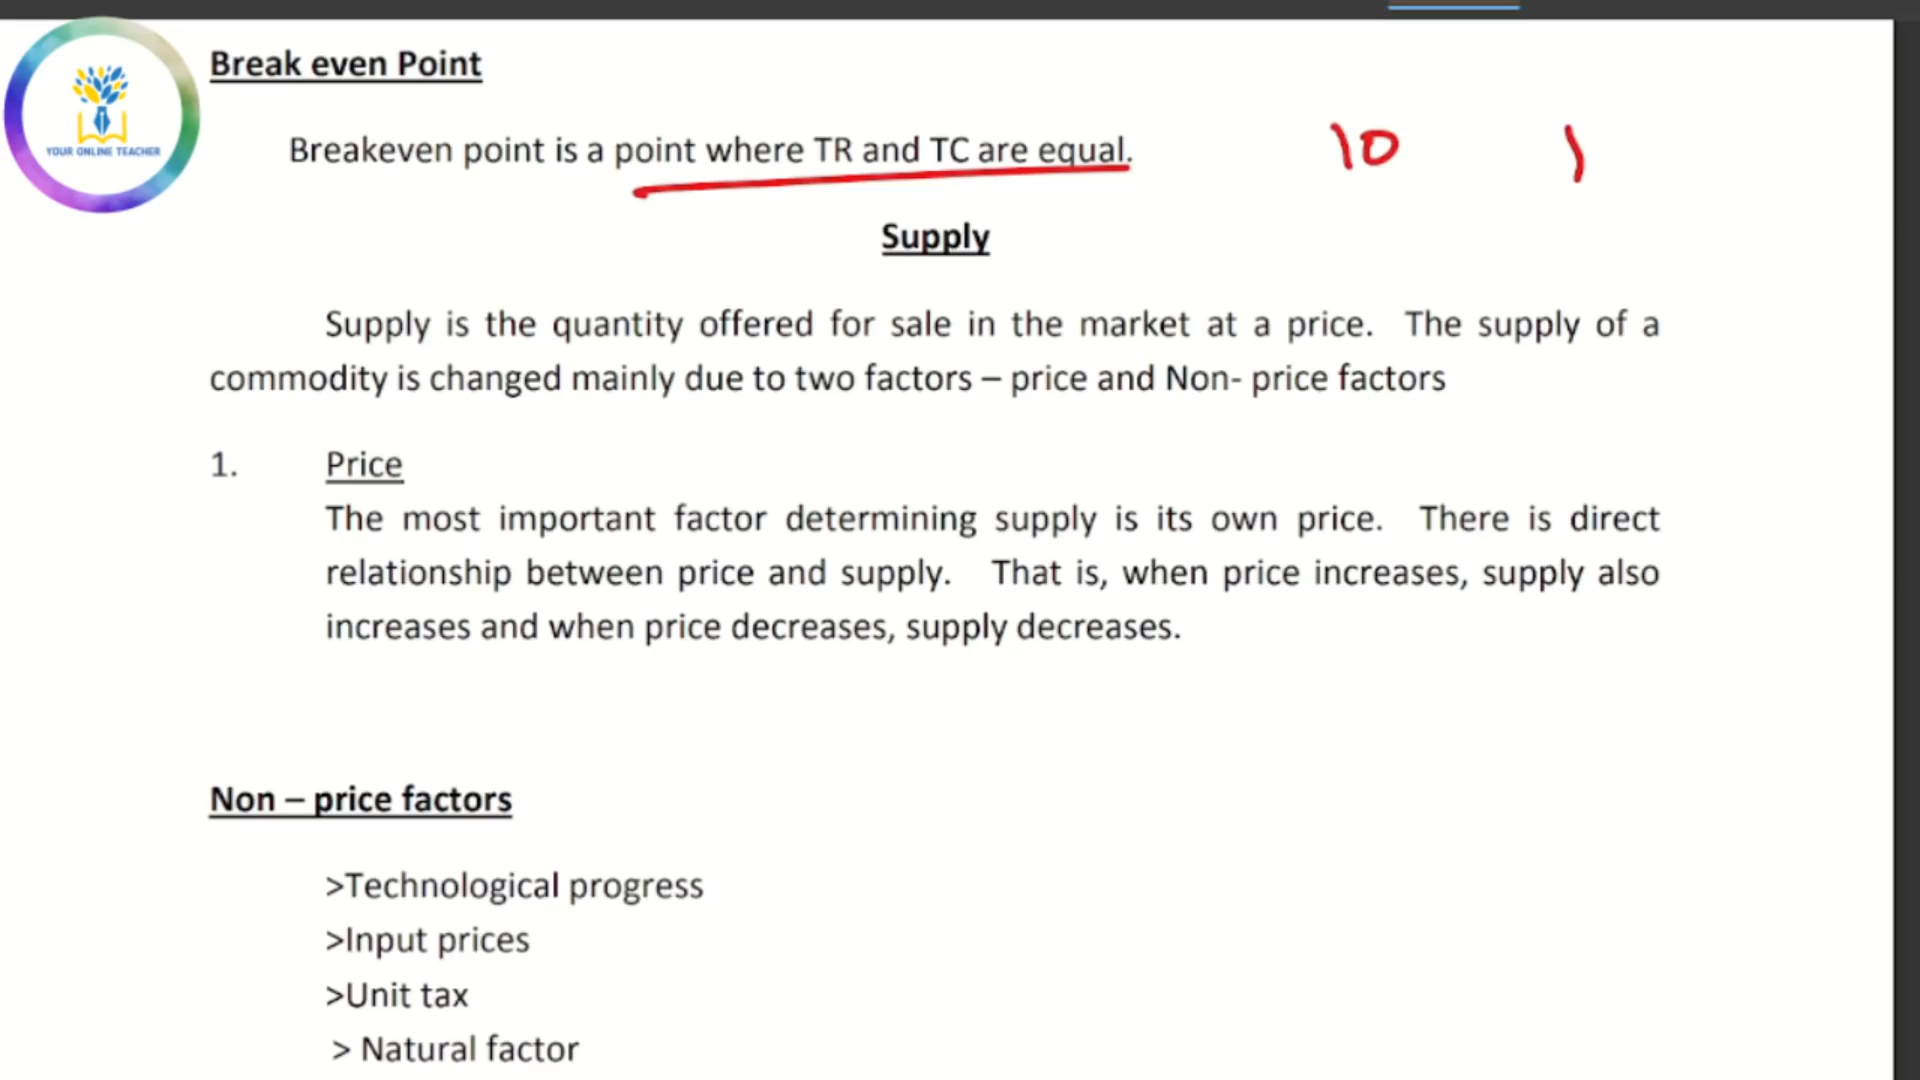 Break even Point
YOUR ONLINE TEACHER
Breakeven point is a point where TR and TC are equal. 10 1
Supply
Supply is the quantity offered for sale in the market at a price. The supply of a
commodity is changed mainly due to two factors – price and Non- price factors
1. Price
The most important factor determining supply is its own price. There is direct
relationship between price and supply. That is, when price increases, supply also
increases and when price decreases, supply decreases.
Non – price factors
>Technological progress
>Input prices
>Unit tax
> Natural factor